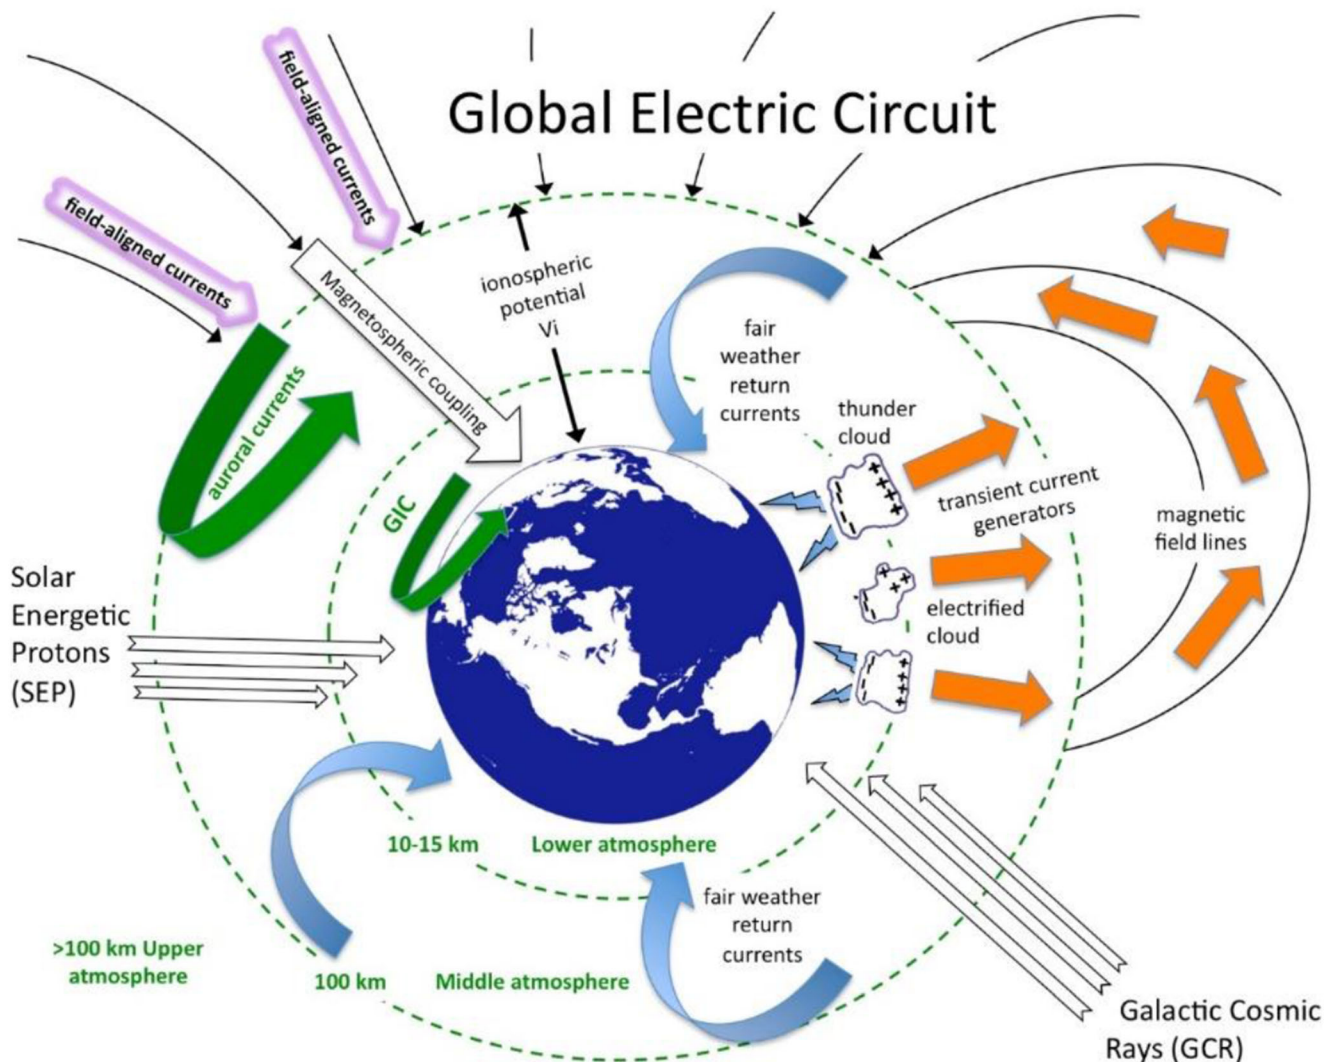 Global Electric Circuit
field-aligned currents
field-aligned currents
Magnetospheric coupling
ionospheric
potential
Vi
fair
weather
return
currents
thunder
cloud
auroral currents
GIC
transient current
generators
magnetic
field lines
electrified
cloud
Solar
Energetic
Protons
(SEP)
10-15 km
Lower atmosphere
fair weather
return
currents
>100 km Upper
atmosphere
100 km
Middle atmosphere
Galactic Cosmic
Rays (GCR)